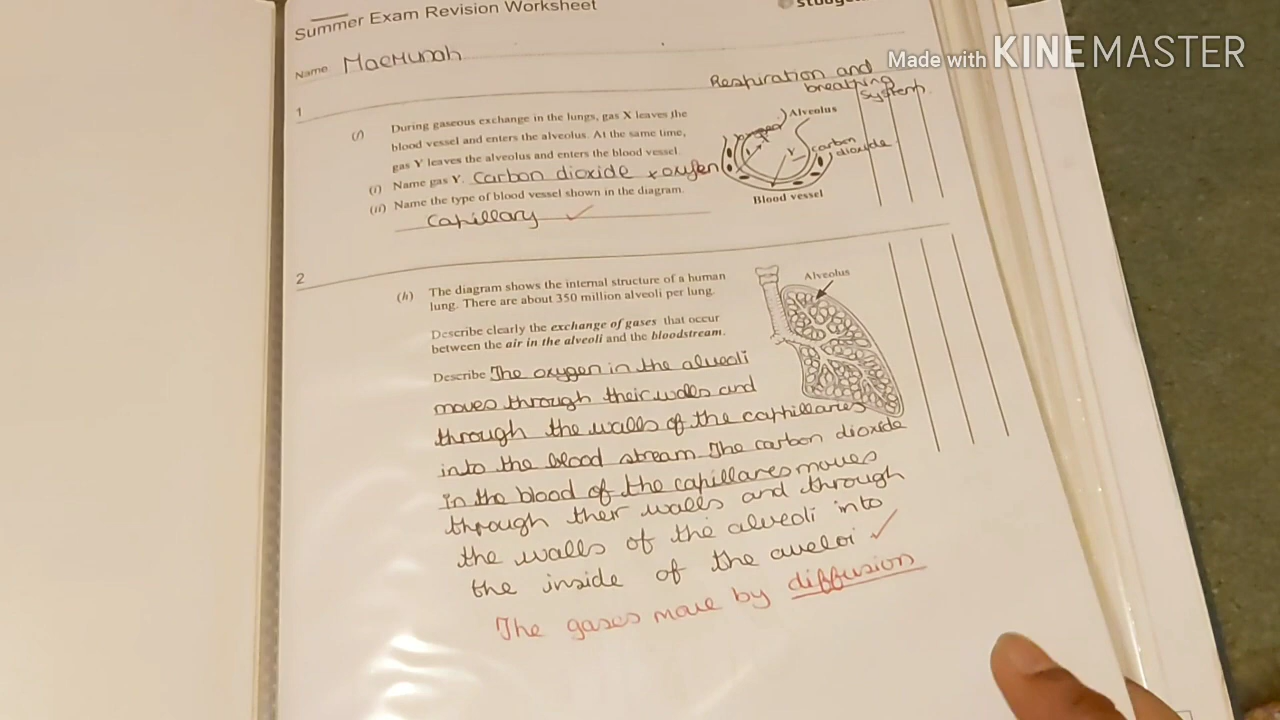 Summer Exam Revision Worksheet
Made with KINEMASTER
Name Maemunah
Respiration and
breathing
system
1
(f) During gaseous exchange in the lungs, gas X leaves the
blood vessel and enters the alveolus. At the same time,
gas Y leaves the alveolus and enters the blood vessel.
(i) Name gas Y. Carbon dioxide x oxygen
(ii) Name the type of blood vessel shown in the diagram.
Capillary ✓
Alveolus
X
Y
carbon
dioxide
Blood vessel
2
(h) The diagram shows the internal structure of a human
lung. There are about 350 million alveoli per lung.
Describe clearly the exchange of gases that occur
between the air in the alveoli and the bloodstream.
Alveolus
Describe The oxygen in the alveoli
moves through their walls and
through the walls of the caphillaries
into the blood stream The carbon dioxide
in the blood of the capillares moves
through their walls and through
the walls of the alveoli into
the inside of the aveloi ✓
The gases move by diffusion